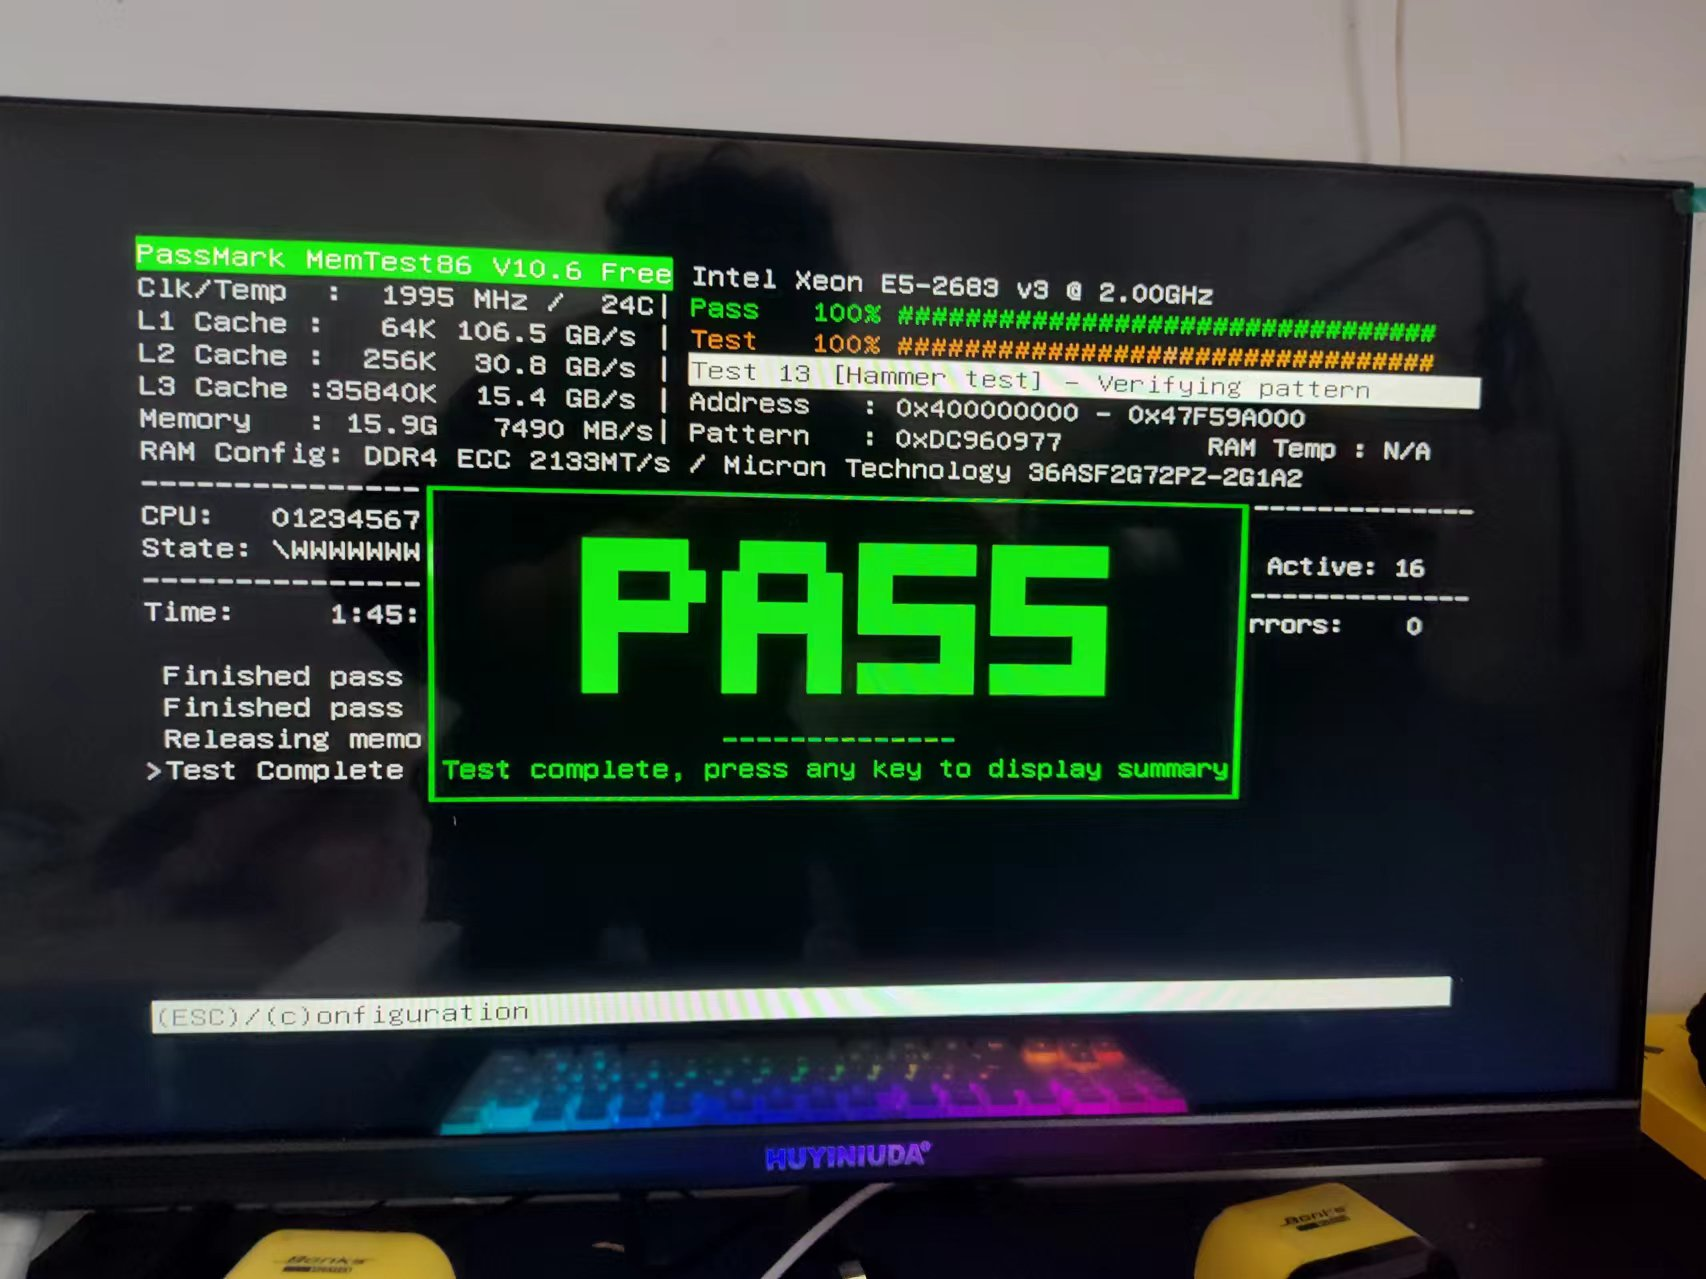 PassMark MemTest86 V10.6 Free
Intel Xeon E5-2683 v3 @ 2.00GHz
Clk/Temp : 1995 MHz / 24C|
Pass 100% ################################
L1 Cache : 64K 106.5 GB/s |
Test 100% ################################
L2 Cache : 256K 30.8 GB/s |
Test 13 [Hammer test] - Verifying pattern
L3 Cache :35840K 15.4 GB/s |
Address : 0x400000000 - 0x47F59A000
Memory : 15.9G 7490 MB/s|
Pattern : 0xDC960977 RAM Temp : N/A
RAM Config: DDR4 ECC 2133MT/s / Micron Technology 36ASF2G72PZ-2G1A2
CPU: 01234567
State: \WWWWWWW
Active: 16
Time: 1:45:
rrors: 0
PASS
Finished pass
Finished pass
Releasing memo
>Test Complete
Test complete, press any key to display summary
(ESC)/(c)onfiguration
HUYINIUDA®
Bonks
Bonks